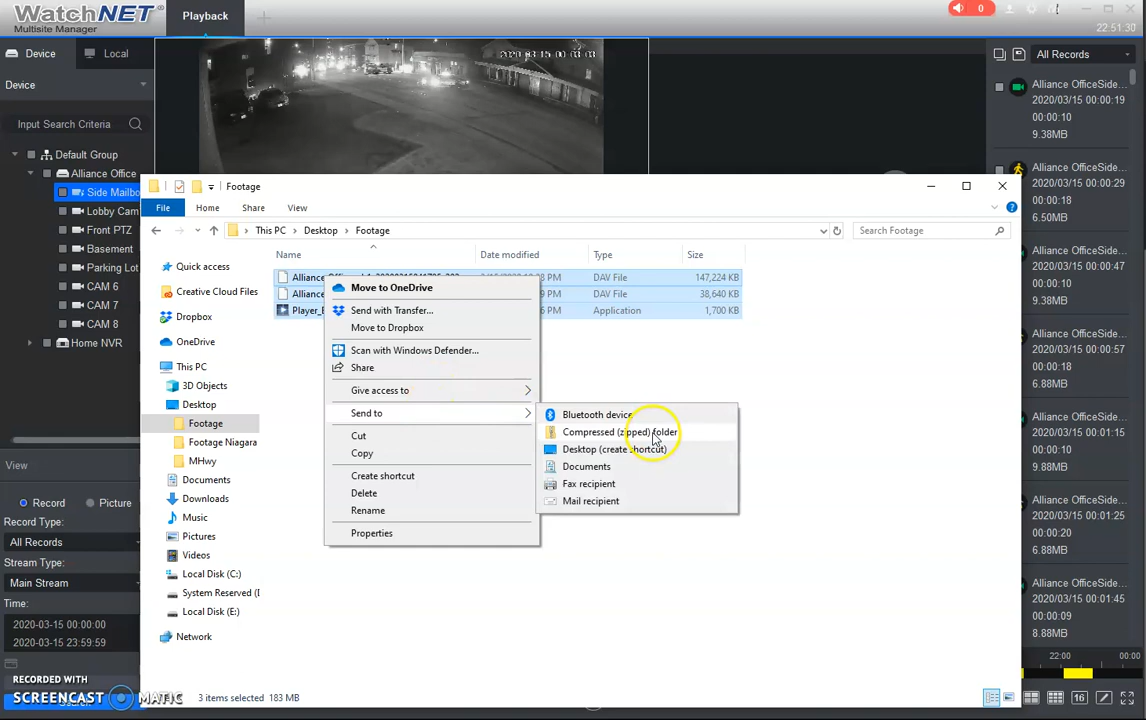 WatchNET
Multisite Manager
Playback
0
22:51:30
Device
Local
Device
Input Search Criteria
Default Group
Alliance Office
Side Mailbo
Lobby Cam
Front PTZ
Basement
Parking Lot
CAM 6
CAM 7
CAM 8
Home NVR
View
Record
Picture
Record Type:
All Records
Stream Type:
Main Stream
Time:
2020-03-15 00:00:00
2020-03-15 23:59:59
RECORDED WITH
SCREENCAST MATIC
2020-03-15 00:03:03
All Records
Alliance OfficeSide...
2020/03/15 00:00:19
00:00:10
9.38MB
Alliance OfficeSide...
2020/03/15 00:00:29
00:00:18
6.50MB
Alliance OfficeSide...
2020/03/15 00:00:47
00:00:28
Alliance OfficeSide...
2020/03/15 00:01:15
00:00:10
6.88MB
Alliance OfficeSide...
2020/03/15 00:01:25
00:00:20
6.88MB
Alliance OfficeSide...
2020/03/15 00:01:45
00:00:09
8.88MB
22:00
00:00
16
Footage
File
Home
Share
View
This PC > Desktop > Footage
Search Footage
Quick access
Creative Cloud Files
Dropbox
OneDrive
This PC
3D Objects
Desktop
Footage
Footage Niagara
MHwy
Documents
Downloads
Music
Pictures
Videos
Local Disk (C:)
System Reserved (I
Local Disk (E:)
Network
Name
Date modified
Type
Size
DAV File
147,224 KB
Alliance
9 PM
DAV File
38,640 KB
Player_
6 PM
Application
1,700 KB
Move to OneDrive
Send with Transfer...
Move to Dropbox
Scan with Windows Defender...
Share
Give access to
Send to
Cut
Copy
Create shortcut
Delete
Rename
Properties
Bluetooth device
Compressed (zipped) folder
Desktop (create shortcut)
Documents
Fax recipient
Mail recipient
3 items selected 183 MB